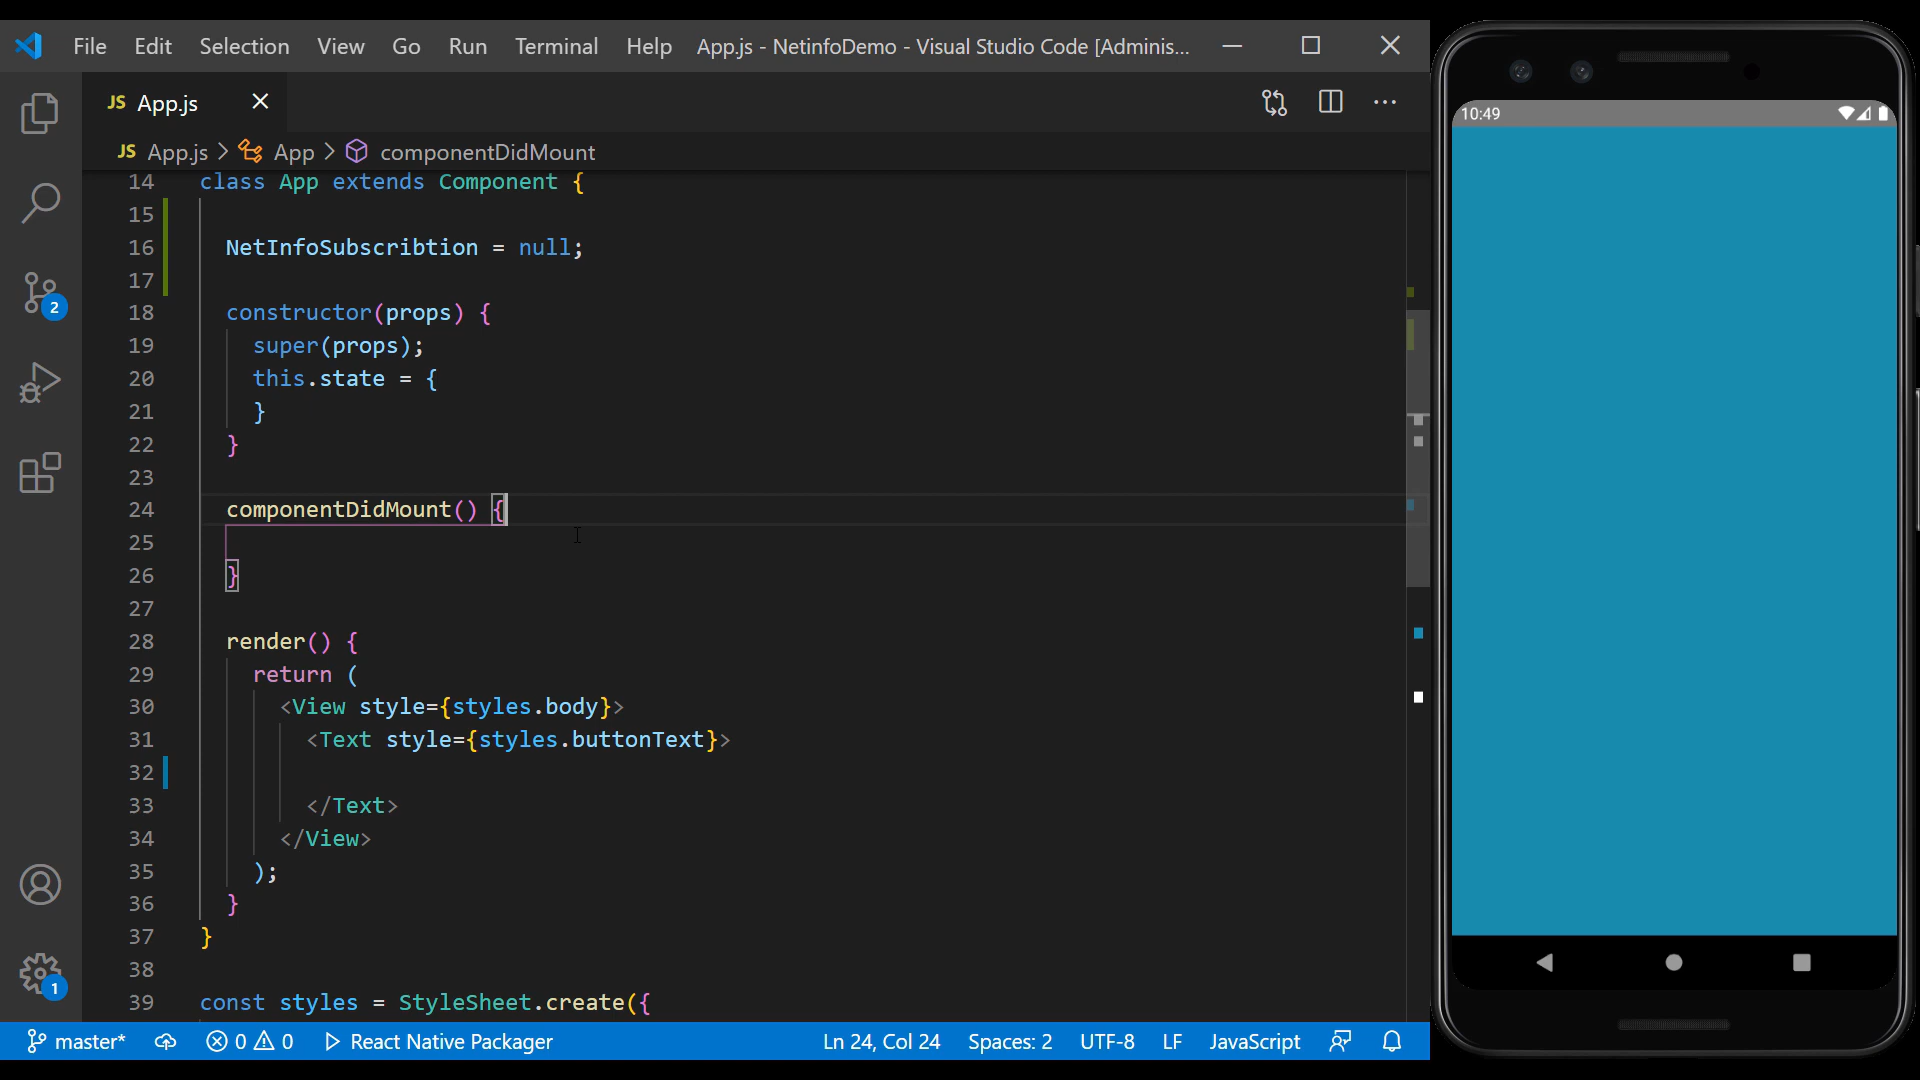 File Edit Selection View Go Run Terminal Help App.js - NetinfoDemo - Visual Studio Code [Adminis...
JS App.js
JS App.js > App > componentDidMount
14 class App extends Component {
15
16 NetInfoSubscribtion = null;
17
18 constructor(props) {
19 super(props);
20 this.state = {
21 }
22 }
23
24 componentDidMount() {
25
26 }
27
28 render() {
29 return (
30 <View style={styles.body}>
31 <Text style={styles.buttonText}>
32
33 </Text>
34 </View>
35 );
36 }
37 }
38
39 const styles = StyleSheet.create({
2
1
master* 0 0 React Native Packager Ln 24, Col 24 Spaces: 2 UTF-8 LF JavaScript
10:49